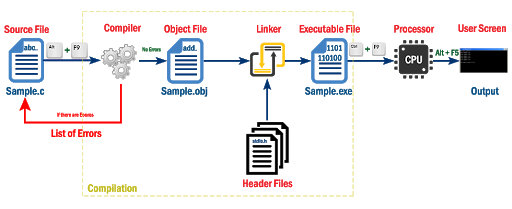 Source File
Compiler
Object File
Linker
Executable File
Processor
User Screen
abc.
Alt + F9
No Errors
add.
1101
110100
Ctrl + F9
CPU
Alt + F5
Sample.c
Sample.obj
Sample.exe
Output
If there are Eroors
List of Errors
stdio.h
Header Files
Compilation